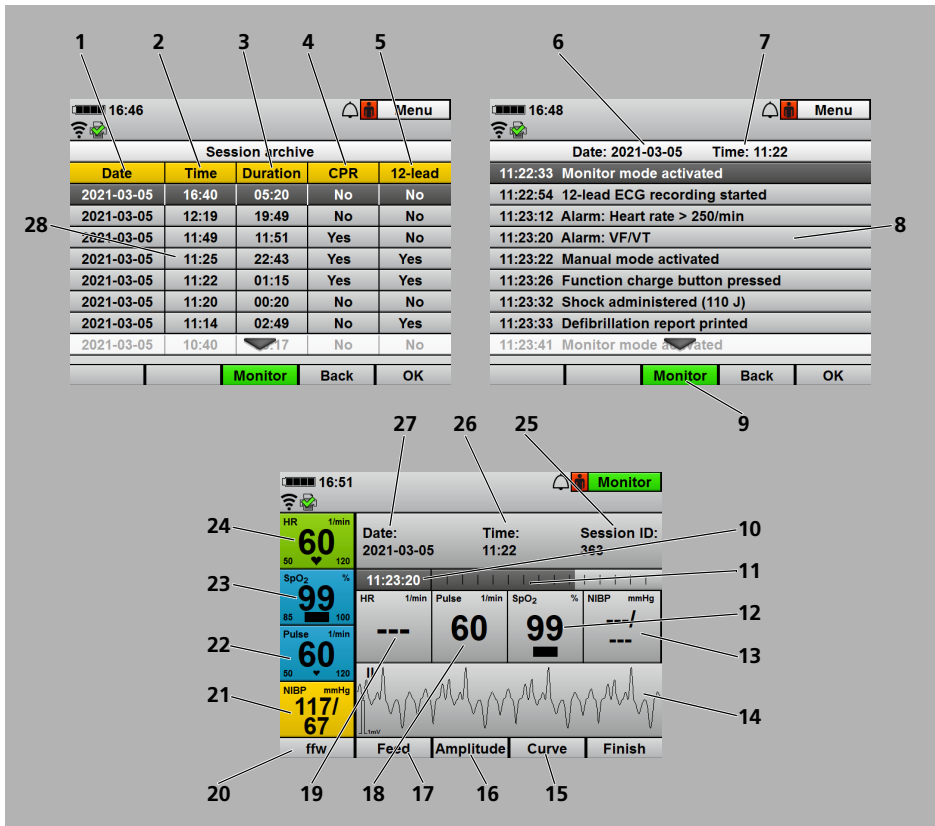 1 2 3 4 5
6 7
16:46 Menu
Session archive
Date Time Duration CPR 12-lead
2021-03-05 16:40 05:20 No No
2021-03-05 12:19 19:49 No No
2021-03-05 11:49 11:51 Yes No
2021-03-05 11:25 22:43 Yes Yes
2021-03-05 11:22 01:15 Yes Yes
2021-03-05 11:20 00:20 No No
2021-03-05 11:14 02:49 No Yes
2021-03-05 10:40 :17 No No
Monitor Back OK
28
16:48 Menu
Date: 2021-03-05 Time: 11:22
11:22:33 Monitor mode activated
11:22:54 12-lead ECG recording started
11:23:12 Alarm: Heart rate > 250/min
11:23:20 Alarm: VF/VT
11:23:22 Manual mode activated
11:23:26 Function charge button pressed
11:23:32 Shock administered (110 J)
11:23:33 Defibrillation report printed
11:23:41 Monitor mode activated
Monitor Back OK
8
9
27 26 25
16:51 Monitor
HR 1/min
60
50 120
SpO2 %
99
85 100
Pulse 1/min
60
50 120
NIBP mmHg
117/
67
Date: Time: Session ID:
2021-03-05 11:22 363
11:23:20
HR 1/min Pulse 1/min SpO2 % NIBP mmHg
--- 60 99 ---/
---
II
1mV
ffw Feed Amplitude Curve Finish
24
23
22
21
10
11
12
13
14
20 19 18 17 16 15